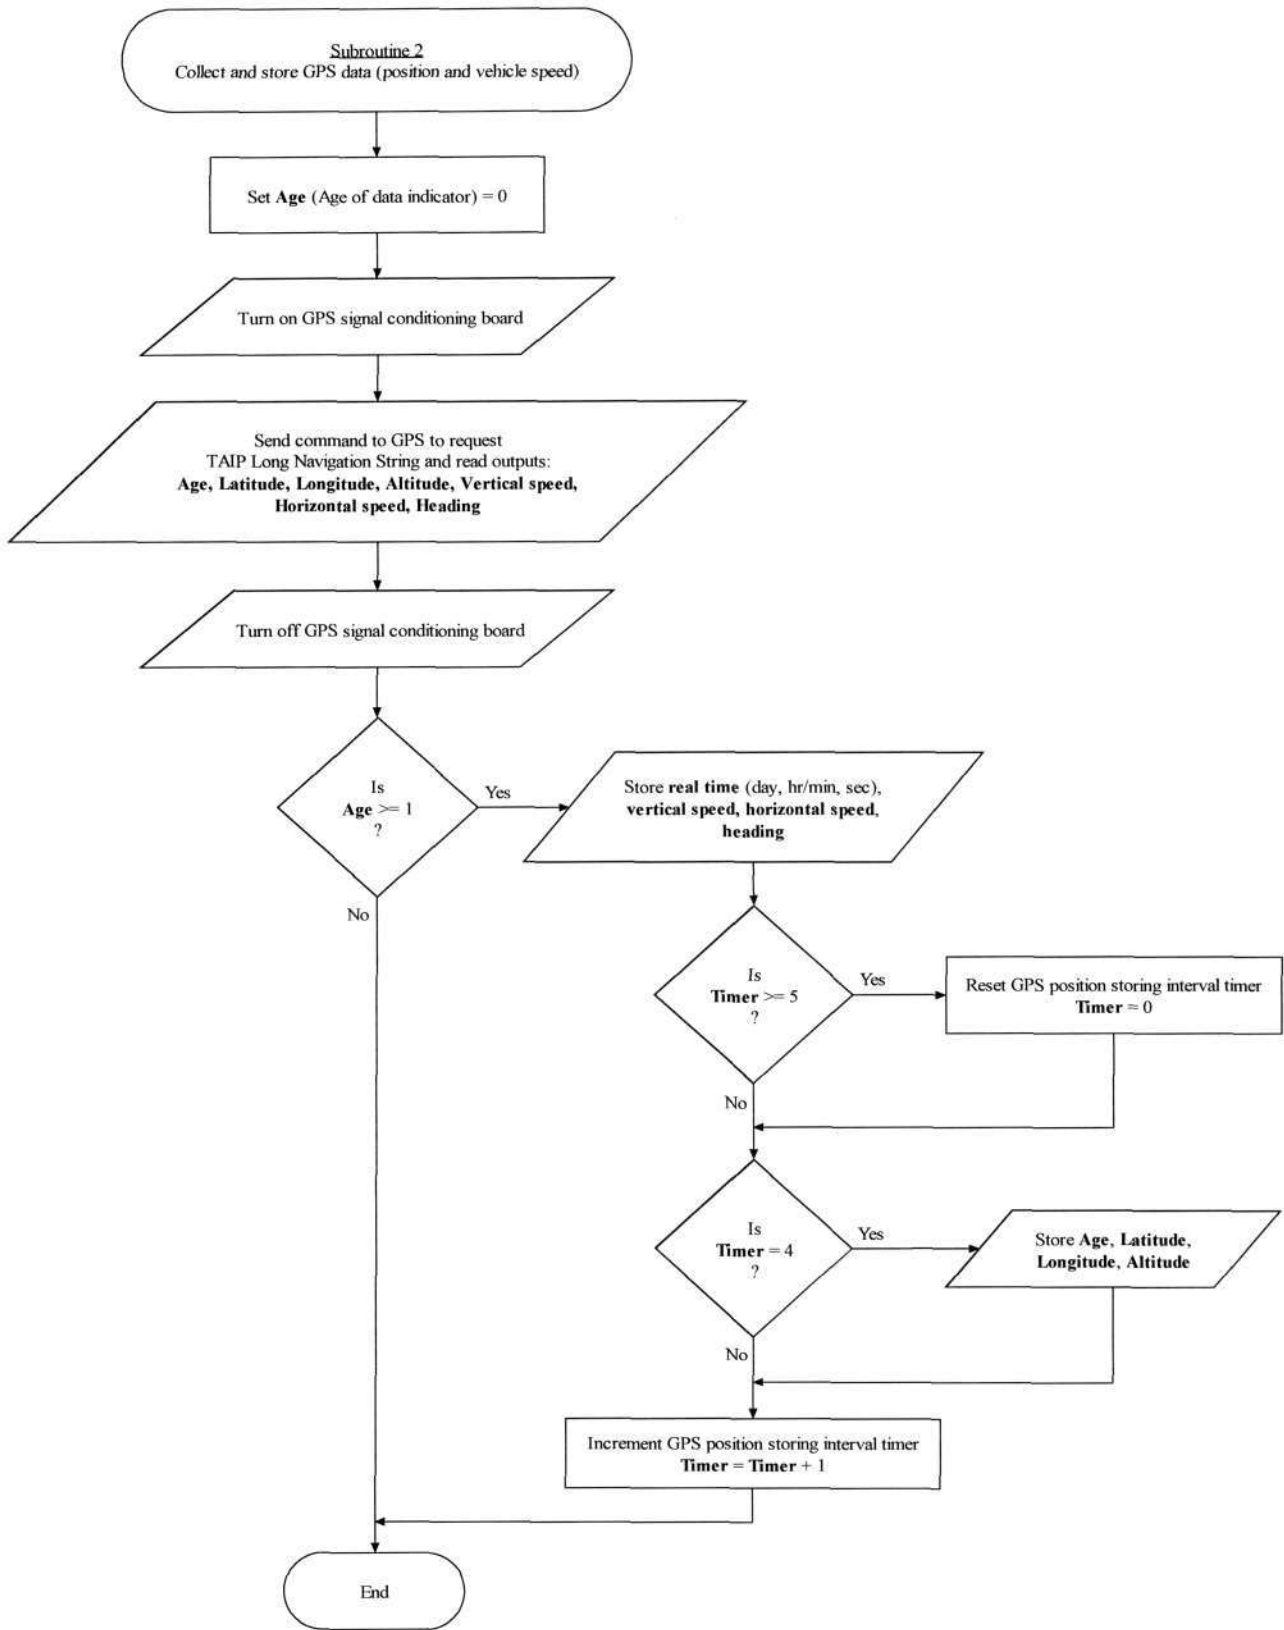 Subroutine 2
Collect and store GPS data (position and vehicle speed)
Set Age (Age of data indicator) = 0
Turn on GPS signal conditioning board
Send command to GPS to request
TAIP Long Navigation String and read outputs:
Age, Latitude, Longitude, Altitude, Vertical speed,
Horizontal speed, Heading
Turn off GPS signal conditioning board
Is
Age >= 1
?
Yes
No
Store real time (day, hr/min, sec),
vertical speed, horizontal speed,
heading
Is
Timer >= 5
?
Yes
No
Reset GPS position storing interval timer
Timer = 0
Is
Timer = 4
?
Yes
No
Store Age, Latitude,
Longitude, Altitude
Increment GPS position storing interval timer
Timer = Timer + 1
End